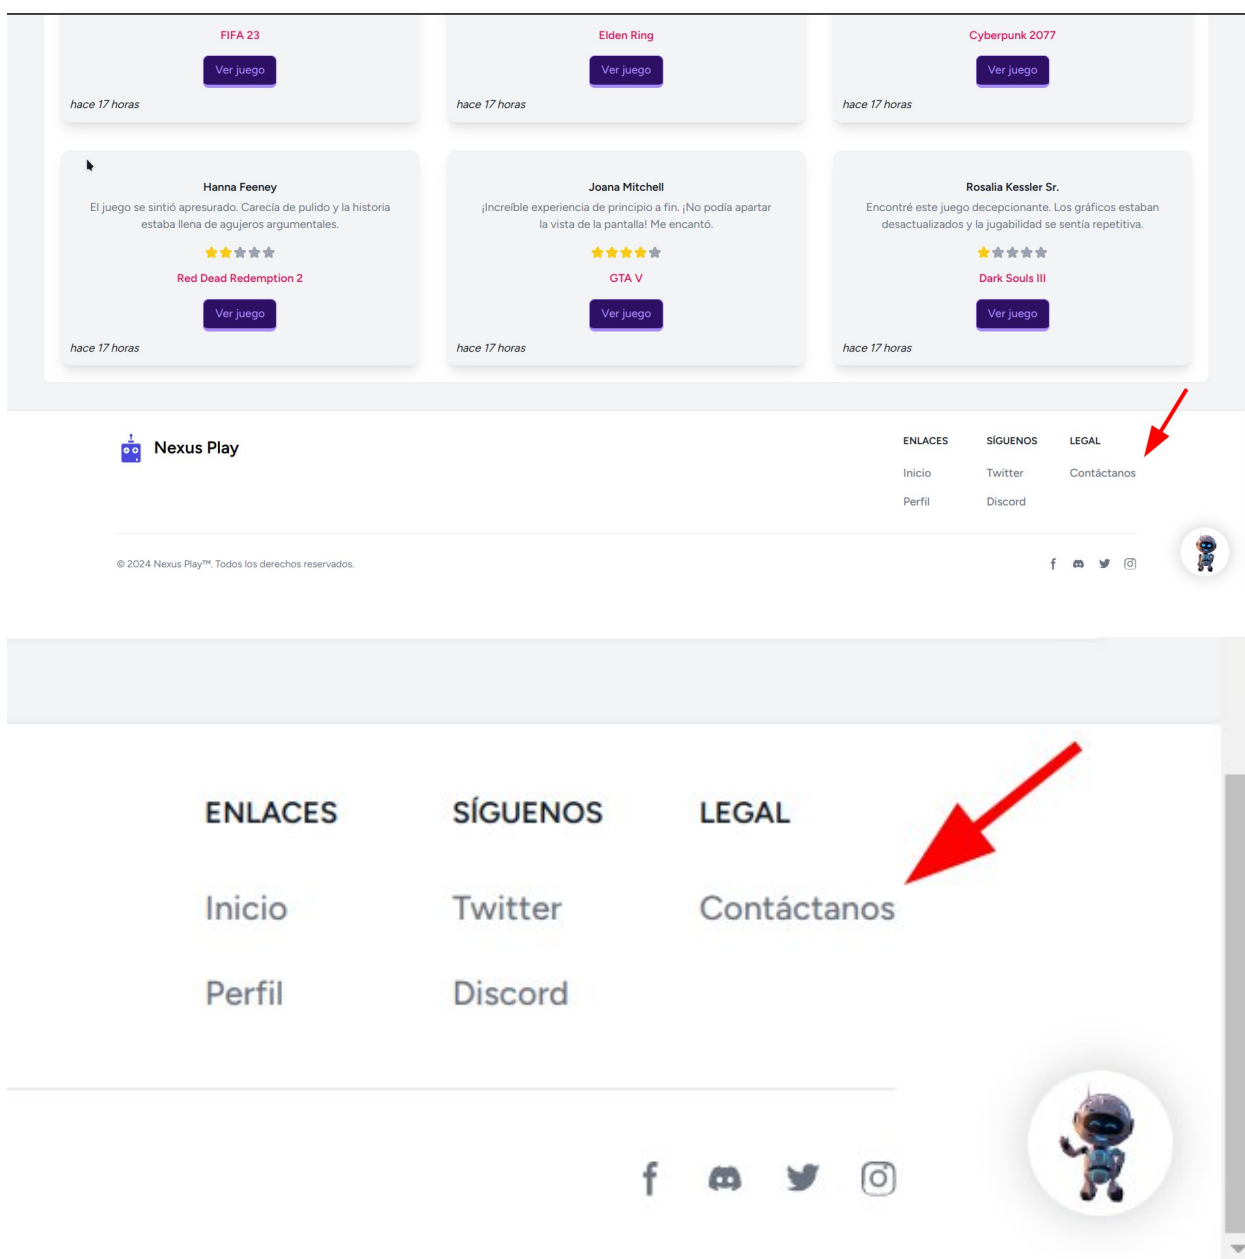 FIFA 23
Elden Ring
Cyberpunk 2077
Ver juego
Ver juego
Ver juego
hace 17 horas
hace 17 horas
hace 17 horas
Hanna Feeney
El juego se sintió apresurado. Carecía de pulido y la historia
estaba llena de agujeros argumentales.
Red Dead Redemption 2
Ver juego
hace 17 horas
Joana Mitchell
¡Increíble experiencia de principio a fin. ¡No podía apartar
la vista de la pantalla! Me encantó.
GTA V
Ver juego
hace 17 horas
Rosalia Kessler Sr.
Encontré este juego decepcionante. Los gráficos estaban
desactualizados y la jugabilidad se sentía repetitiva.
Dark Souls III
Ver juego
hace 17 horas
Nexus Play
ENLACES
Inicio
Perfil
SÍGUENOS
Twitter
Discord
LEGAL
Contáctanos
© 2024 Nexus Play™. Todos los derechos reservados.
ENLACES
Inicio
Perfil
SÍGUENOS
Twitter
Discord
LEGAL
Contáctanos